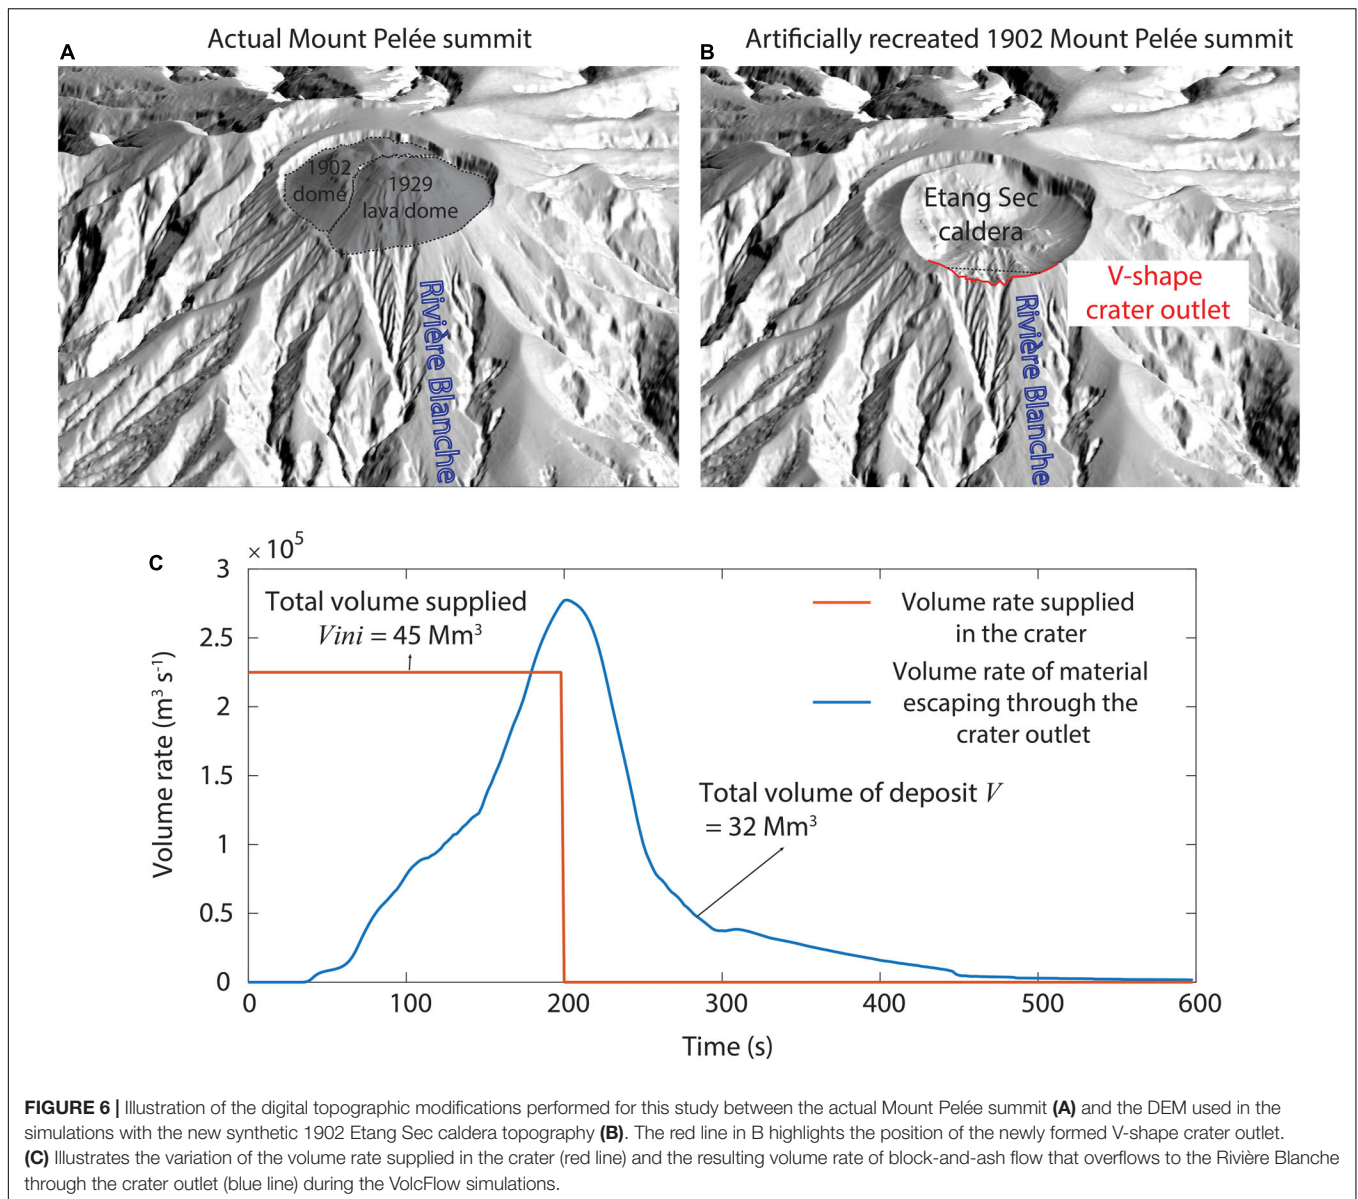 A
Actual Mount Pelée summit
1902
dome
1929
lava dome
Rivière Blanche
B
Artificially recreated 1902 Mount Pelée summit
Etang Sec
caldera
V-shape
crater outlet
Rivière Blanche
C
× 10⁵
3
2.5
2
1.5
1
0.5
0
Volume rate (m³ s⁻¹)
Total volume supplied
Vini = 45 Mm³
Volume rate supplied
in the crater
Volume rate of material
escaping through the
crater outlet
Total volume of deposit V
= 32 Mm³
0 100 200 300 400 500 600
Time (s)
FIGURE 6 | Illustration of the digital topographic modifications performed for this study between the actual Mount Pelée summit (A) and the DEM used in the
simulations with the new synthetic 1902 Etang Sec caldera topography (B). The red line in B highlights the position of the newly formed V-shape crater outlet.
(C) Illustrates the variation of the volume rate supplied in the crater (red line) and the resulting volume rate of block-and-ash flow that overflows to the Rivière Blanche
through the crater outlet (blue line) during the VolcFlow simulations.